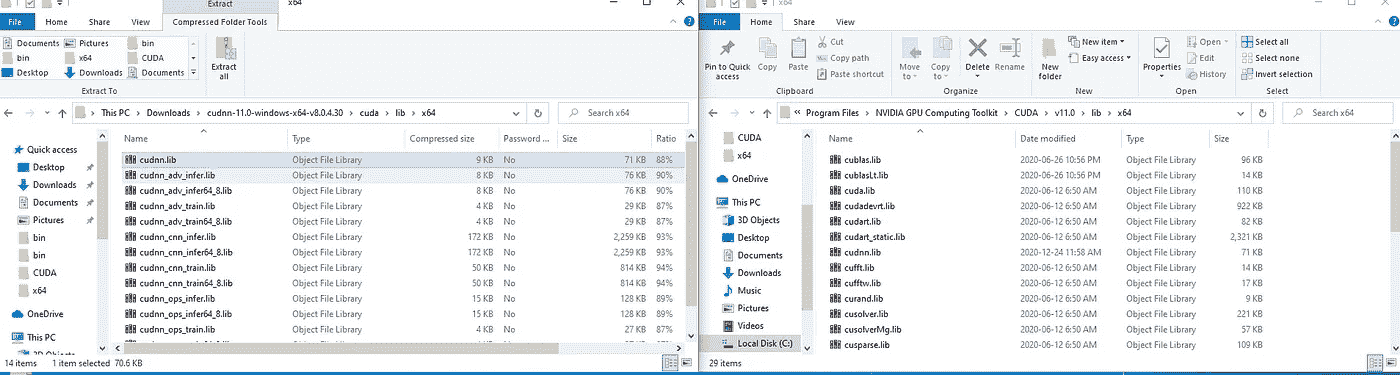 Extract
x64
File
Home
Share
View
Compressed Folder Tools
Documents
Pictures
bin
bin
x64
CUDA
Desktop
Downloads
Documents
Extract all
Extract To
This PC > Downloads > cudnn-11.0-windows-x64-v8.0.4.30 > cuda > lib > x64
Search x64
Name Type Compressed size Password ... Size Ratio
Quick access
Desktop
Downloads
Documents
Pictures
bin
bin
CUDA
x64
OneDrive
This PC
3D Objects
cudnn.lib Object File Library 9 KB No 71 KB 88%
cudnn_adv_infer.lib Object File Library 8 KB No 76 KB 90%
cudnn_adv_infer64_8.lib Object File Library 8 KB No 76 KB 90%
cudnn_adv_train.lib Object File Library 4 KB No 29 KB 87%
cudnn_adv_train64_8.lib Object File Library 4 KB No 29 KB 87%
cudnn_cnn_infer.lib Object File Library 172 KB No 2,259 KB 93%
cudnn_cnn_infer64_8.lib Object File Library 172 KB No 2,259 KB 93%
cudnn_cnn_train.lib Object File Library 50 KB No 814 KB 94%
cudnn_cnn_train64_8.lib Object File Library 50 KB No 814 KB 94%
cudnn_ops_infer.lib Object File Library 15 KB No 128 KB 89%
cudnn_ops_infer64_8.lib Object File Library 15 KB No 128 KB 89%
cudnn_ops_train.lib Object File Library 4 KB No 27 KB 87%
14 items 1 item selected 70.6 KB
x64
File
Home
Share
View
Pin to Quick access
Copy
Paste
Cut
Copy path
Paste shortcut
Clipboard
Move to
Copy to
Delete
Rename
Organize
New folder
New item
Easy access
New
Properties
Open
Edit
History
Open
Select all
Select none
Invert selection
Select
« Program Files > NVIDIA GPU Computing Toolkit > CUDA > v11.0 > lib > x64
Search x64
Name Date modified Type Size
CUDA
x64
OneDrive
This PC
3D Objects
Desktop
Documents
Downloads
Music
Pictures
Videos
Local Disk (C:)
cublas.lib 2020-06-26 10:56 PM Object File Library 96 KB
cublasLt.lib 2020-06-26 10:56 PM Object File Library 14 KB
cuda.lib 2020-06-12 6:50 AM Object File Library 110 KB
cudadevrt.lib 2020-06-12 6:50 AM Object File Library 922 KB
cudart.lib 2020-06-12 6:50 AM Object File Library 82 KB
cudart_static.lib 2020-06-12 6:50 AM Object File Library 2,321 KB
cudnn.lib 2020-12-24 11:58 AM Object File Library 71 KB
cufft.lib 2020-06-12 6:50 AM Object File Library 14 KB
cufftw.lib 2020-06-12 6:50 AM Object File Library 17 KB
curand.lib 2020-06-12 6:50 AM Object File Library 9 KB
cusolver.lib 2020-06-12 6:50 AM Object File Library 221 KB
cusolverMg.lib 2020-06-12 6:50 AM Object File Library 57 KB
cusparse.lib 2020-06-12 6:50 AM Object File Library 109 KB
29 items